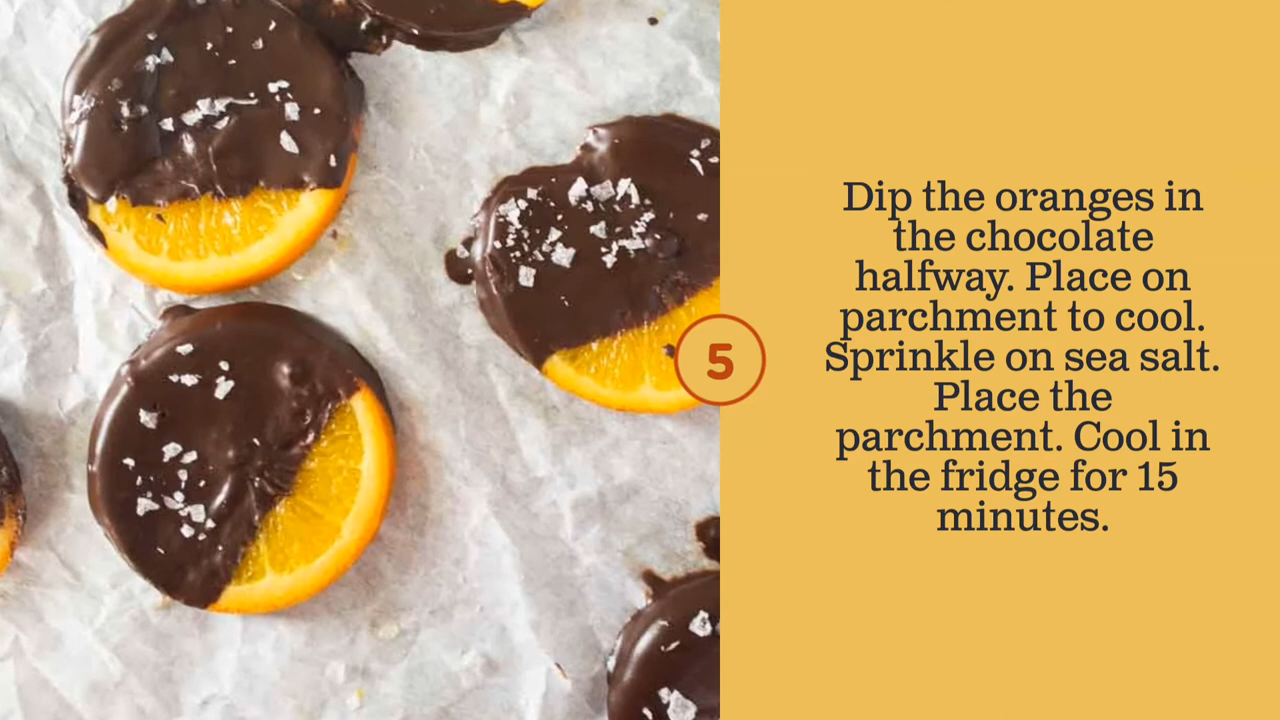 5
Dip the oranges in
the chocolate
halfway. Place on
parchment to cool.
Sprinkle on sea salt.
Place the
parchment. Cool in
the fridge for 15
minutes.